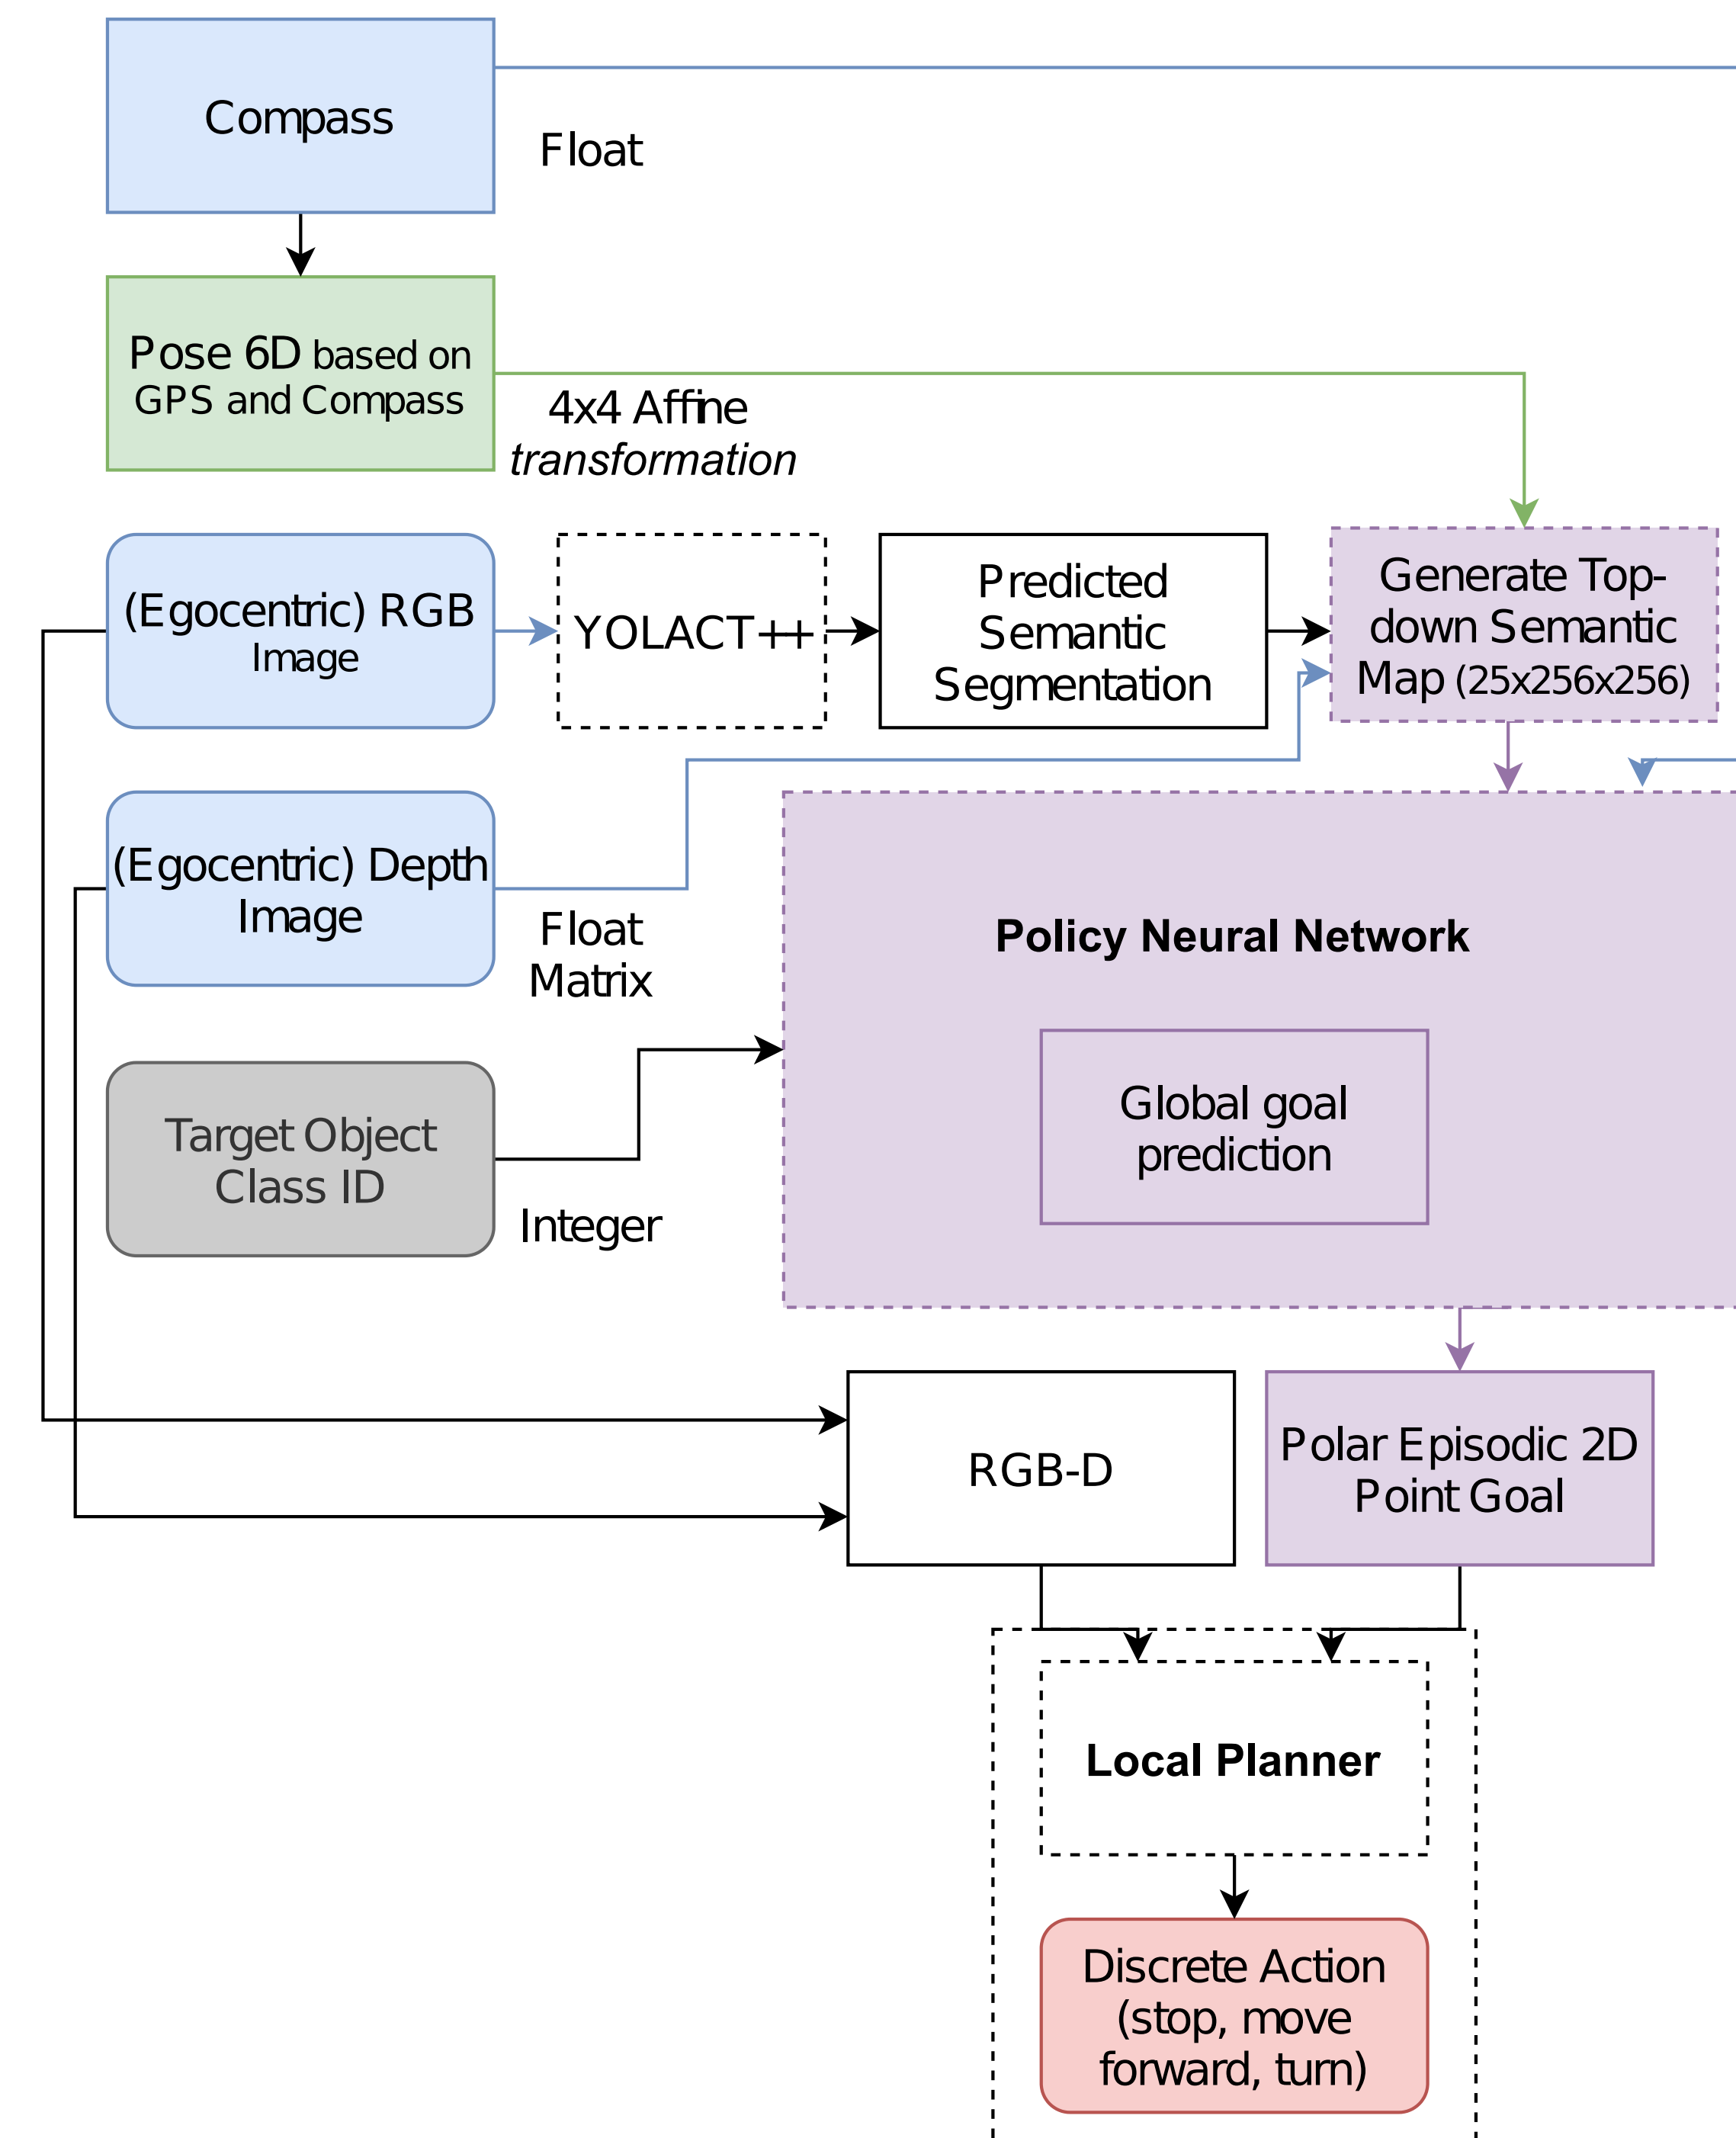 Compass
Float
Pose 6D based on
GPS and Compass
4x4 Affine
transformation
(Egocentric) RGB
Image
YOLACT++
Predicted
Semantic
Segmentation
Generate Top-
down Semantic
Map (25x256x256)
(Egocentric) Depth
Image
Float
Matrix
Policy Neural Network
Global goal
prediction
Target Object
Class ID
Integer
RGB-D
Polar Episodic 2D
Point Goal
Local Planner
Discrete Action
(stop, move
forward, turn)